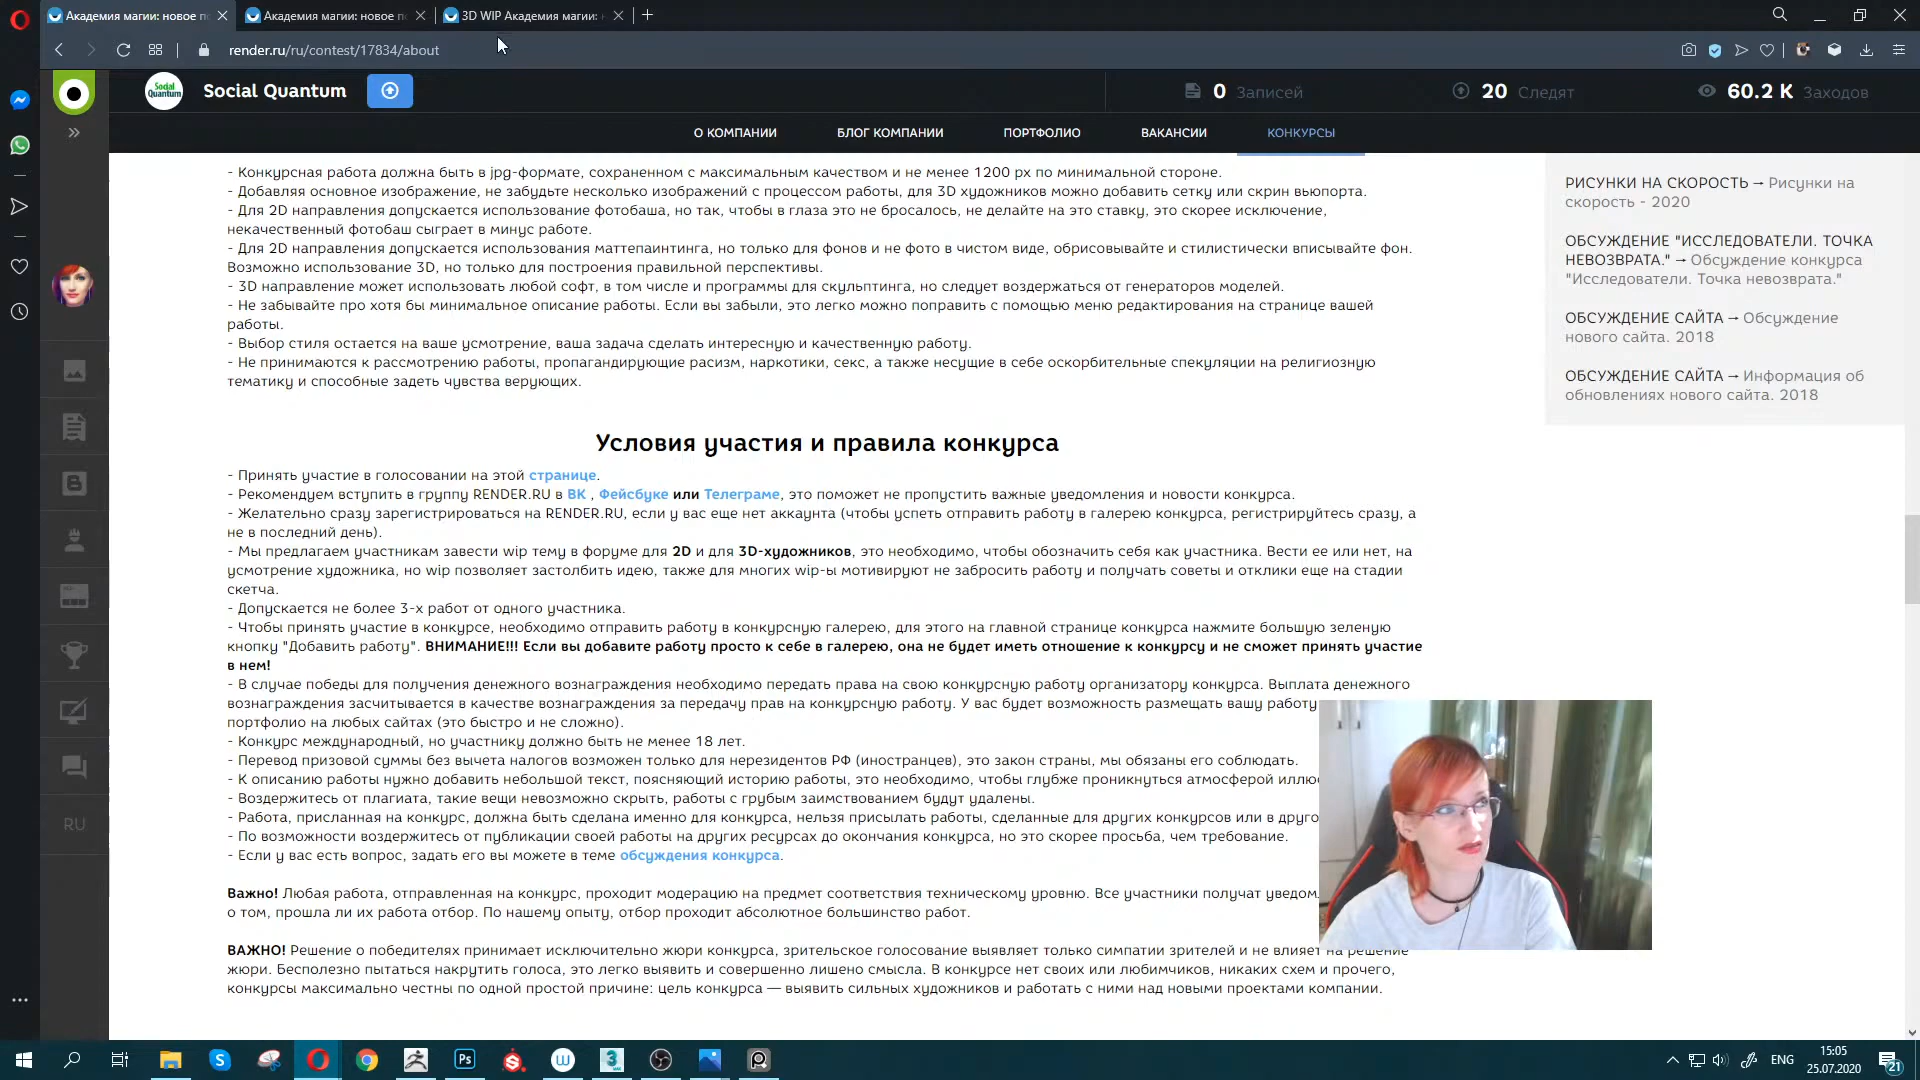 Академия магии: новое п
Академия магии: новое п
3D WIP Академия магии:
render.ru/ru/contest/17834/about
Social Quantum
Social Quantum
0 Записей
20 Следят
60.2 K Заходов
О КОМПАНИИ
БЛОГ КОМПАНИИ
ПОРТФОЛИО
ВАКАНСИИ
КОНКУРСЫ
- Конкурсная работа должна быть в jpg-формате, сохраненном с максимальным качеством и не менее 1200 px по минимальной стороне.
- Добавляя основное изображение, не забудьте несколько изображений с процессом работы, для 3D художников можно добавить сетку или скрин вьюпорта.
- Для 2D направления допускается использование фотобаша, но так, чтобы в глаза это не бросалось, не делайте на это ставку, это скорее исключение,
некачественный фотобаш сыграет в минус работе.
- Для 2D направления допускается использования маттепаинтинга, но только для фонов и не фото в чистом виде, обрисовывайте и стилистически вписывайте фон.
Возможно использование 3D, но только для построения правильной перспективы.
- 3D направление может использовать любой софт, в том числе и программы для скульптинга, но следует воздержаться от генераторов моделей.
- Не забывайте про хотя бы минимальное описание работы. Если вы забыли, это легко можно поправить с помощью меню редактирования на странице вашей
работы.
- Выбор стиля остается на ваше усмотрение, ваша задача сделать интересную и качественную работу.
- Не принимаются к рассмотрению работы, пропагандирующие расизм, наркотики, секс, а также несущие в себе оскорбительные спекуляции на религиозную
тематику и способные задеть чувства верующих.
Условия участия и правила конкурса
- Принять участие в голосовании на этой странице.
- Рекомендуем вступить в группу RENDER.RU в ВК , Фейсбуке или Телеграме, это поможет не пропустить важные уведомления и новости конкурса.
- Желательно сразу зарегистрироваться на RENDER.RU, если у вас еще нет аккаунта (чтобы успеть отправить работу в галерею конкурса, регистрируйтесь сразу, а
не в последний день).
- Мы предлагаем участникам завести wip тему в форуме для 2D и для 3D-художников, это необходимо, чтобы обозначить себя как участника. Вести ее или нет, на
усмотрение художника, но wip позволяет застолбить идею, также для многих wip-ы мотивируют не забросить работу и получать советы и отклики еще на стадии
скетча.
- Допускается не более 3-х работ от одного участника.
- Чтобы принять участие в конкурсе, необходимо отправить работу в конкурсную галерею, для этого на главной странице конкурса нажмите большую зеленую
кнопку "Добавить работу". ВНИМАНИЕ!!! Если вы добавите работу просто к себе в галерею, она не будет иметь отношение к конкурсу и не сможет принять участие
в нем!
- В случае победы для получения денежного вознаграждения необходимо передать права на свою конкурсную работу организатору конкурса. Выплата денежного
вознаграждения засчитывается в качестве вознаграждения за передачу прав на конкурсную работу. У вас будет возможность размещать вашу работу
портфолио на любых сайтах (это быстро и не сложно).
- Конкурс международный, но участнику должно быть не менее 18 лет.
- Перевод призовой суммы без вычета налогов возможен только для нерезидентов РФ (иностранцев), это закон страны, мы обязаны его соблюдать.
- К описанию работы нужно добавить небольшой текст, поясняющий историю работы, это необходимо, чтобы глубже проникнуться атмосферой иллю
- Воздержитесь от плагиата, такие вещи невозможно скрыть, работы с грубым заимствованием будут удалены.
- Работа, присланная на конкурс, должна быть сделана именно для конкурса, нельзя присылать работы, сделанные для других конкурсов или в друго
- По возможности воздержитесь от публикации своей работы на других ресурсах до окончания конкурса, но это скорее просьба, чем требование.
- Если у вас есть вопрос, задать его вы можете в теме обсуждения конкурса.
Важно! Любая работа, отправленная на конкурс, проходит модерацию на предмет соответствия техническому уровню. Все участники получат уведом
о том, прошла ли их работа отбор. По нашему опыту, отбор проходит абсолютное большинство работ.
ВАЖНО! Решение о победителях принимает исключительно жюри конкурса, зрительское голосование выявляет только симпатии зрителей и не влияет на решение
жюри. Бесполезно пытаться накрутить голоса, это легко выявить и совершенно лишено смысла. В конкурсе нет своих или любимчиков, никаких схем и прочего,
конкурсы максимально честны по одной простой причине: цель конкурса — выявить сильных художников и работать с ними над новыми проектами компании.
РИСУНКИ НА СКОРОСТЬ → Рисунки на
скорость - 2020
ОБСУЖДЕНИЕ "ИССЛЕДОВАТЕЛИ. ТОЧКА
НЕВОЗВРАТА." → Обсуждение конкурса
"Исследователи. Точка невозврата."
ОБСУЖДЕНИЕ САЙТА → Обсуждение
нового сайта. 2018
ОБСУЖДЕНИЕ САЙТА → Информация об
обновлениях нового сайта. 2018
RU
ENG
15:05
25.07.2020
21